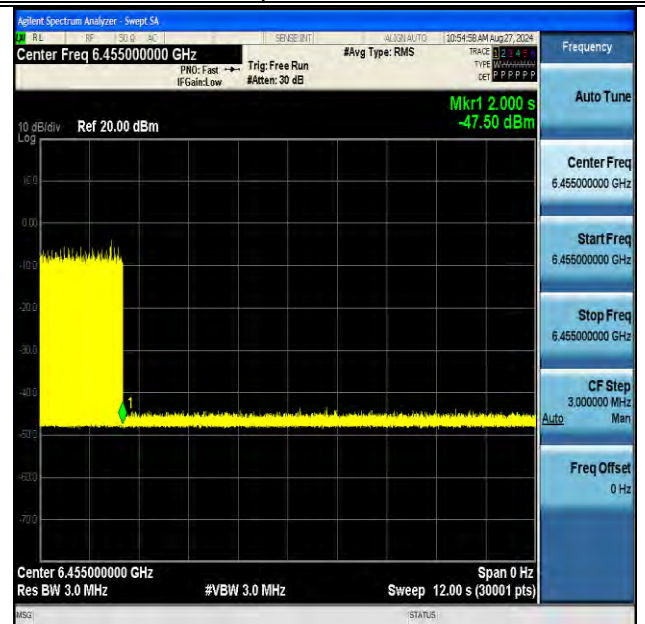 Agilent Spectrum Analyzer - Swept SA
RL RF 50 Ω AC SENSE:INT ALIGN AUTO 10:54:58 AM Aug 27, 2024
Center Freq 6.455000000 GHz #Avg Type: RMS TRACE 1 2 3 4 5 6
PNO: Fast Trig: Free Run TYPE
IFGain:Low #Atten: 30 dB DET P P P P P P
Mkr1 2.000 s
-47.50 dBm
10 dB/div Ref 20.00 dBm
Log
10.0
0.00
-10.0
-20.0
-30.0
-40.0
-50.0
-60.0
-70.0
1
Center 6.455000000 GHz Span 0 Hz
Res BW 3.0 MHz #VBW 3.0 MHz Sweep 12.00 s (30001 pts)
MSG STATUS
Frequency
Auto Tune
Center Freq
6.455000000 GHz
Start Freq
6.455000000 GHz
Stop Freq
6.455000000 GHz
CF Step
3.000000 MHz
Auto Man
Freq Offset
0 Hz